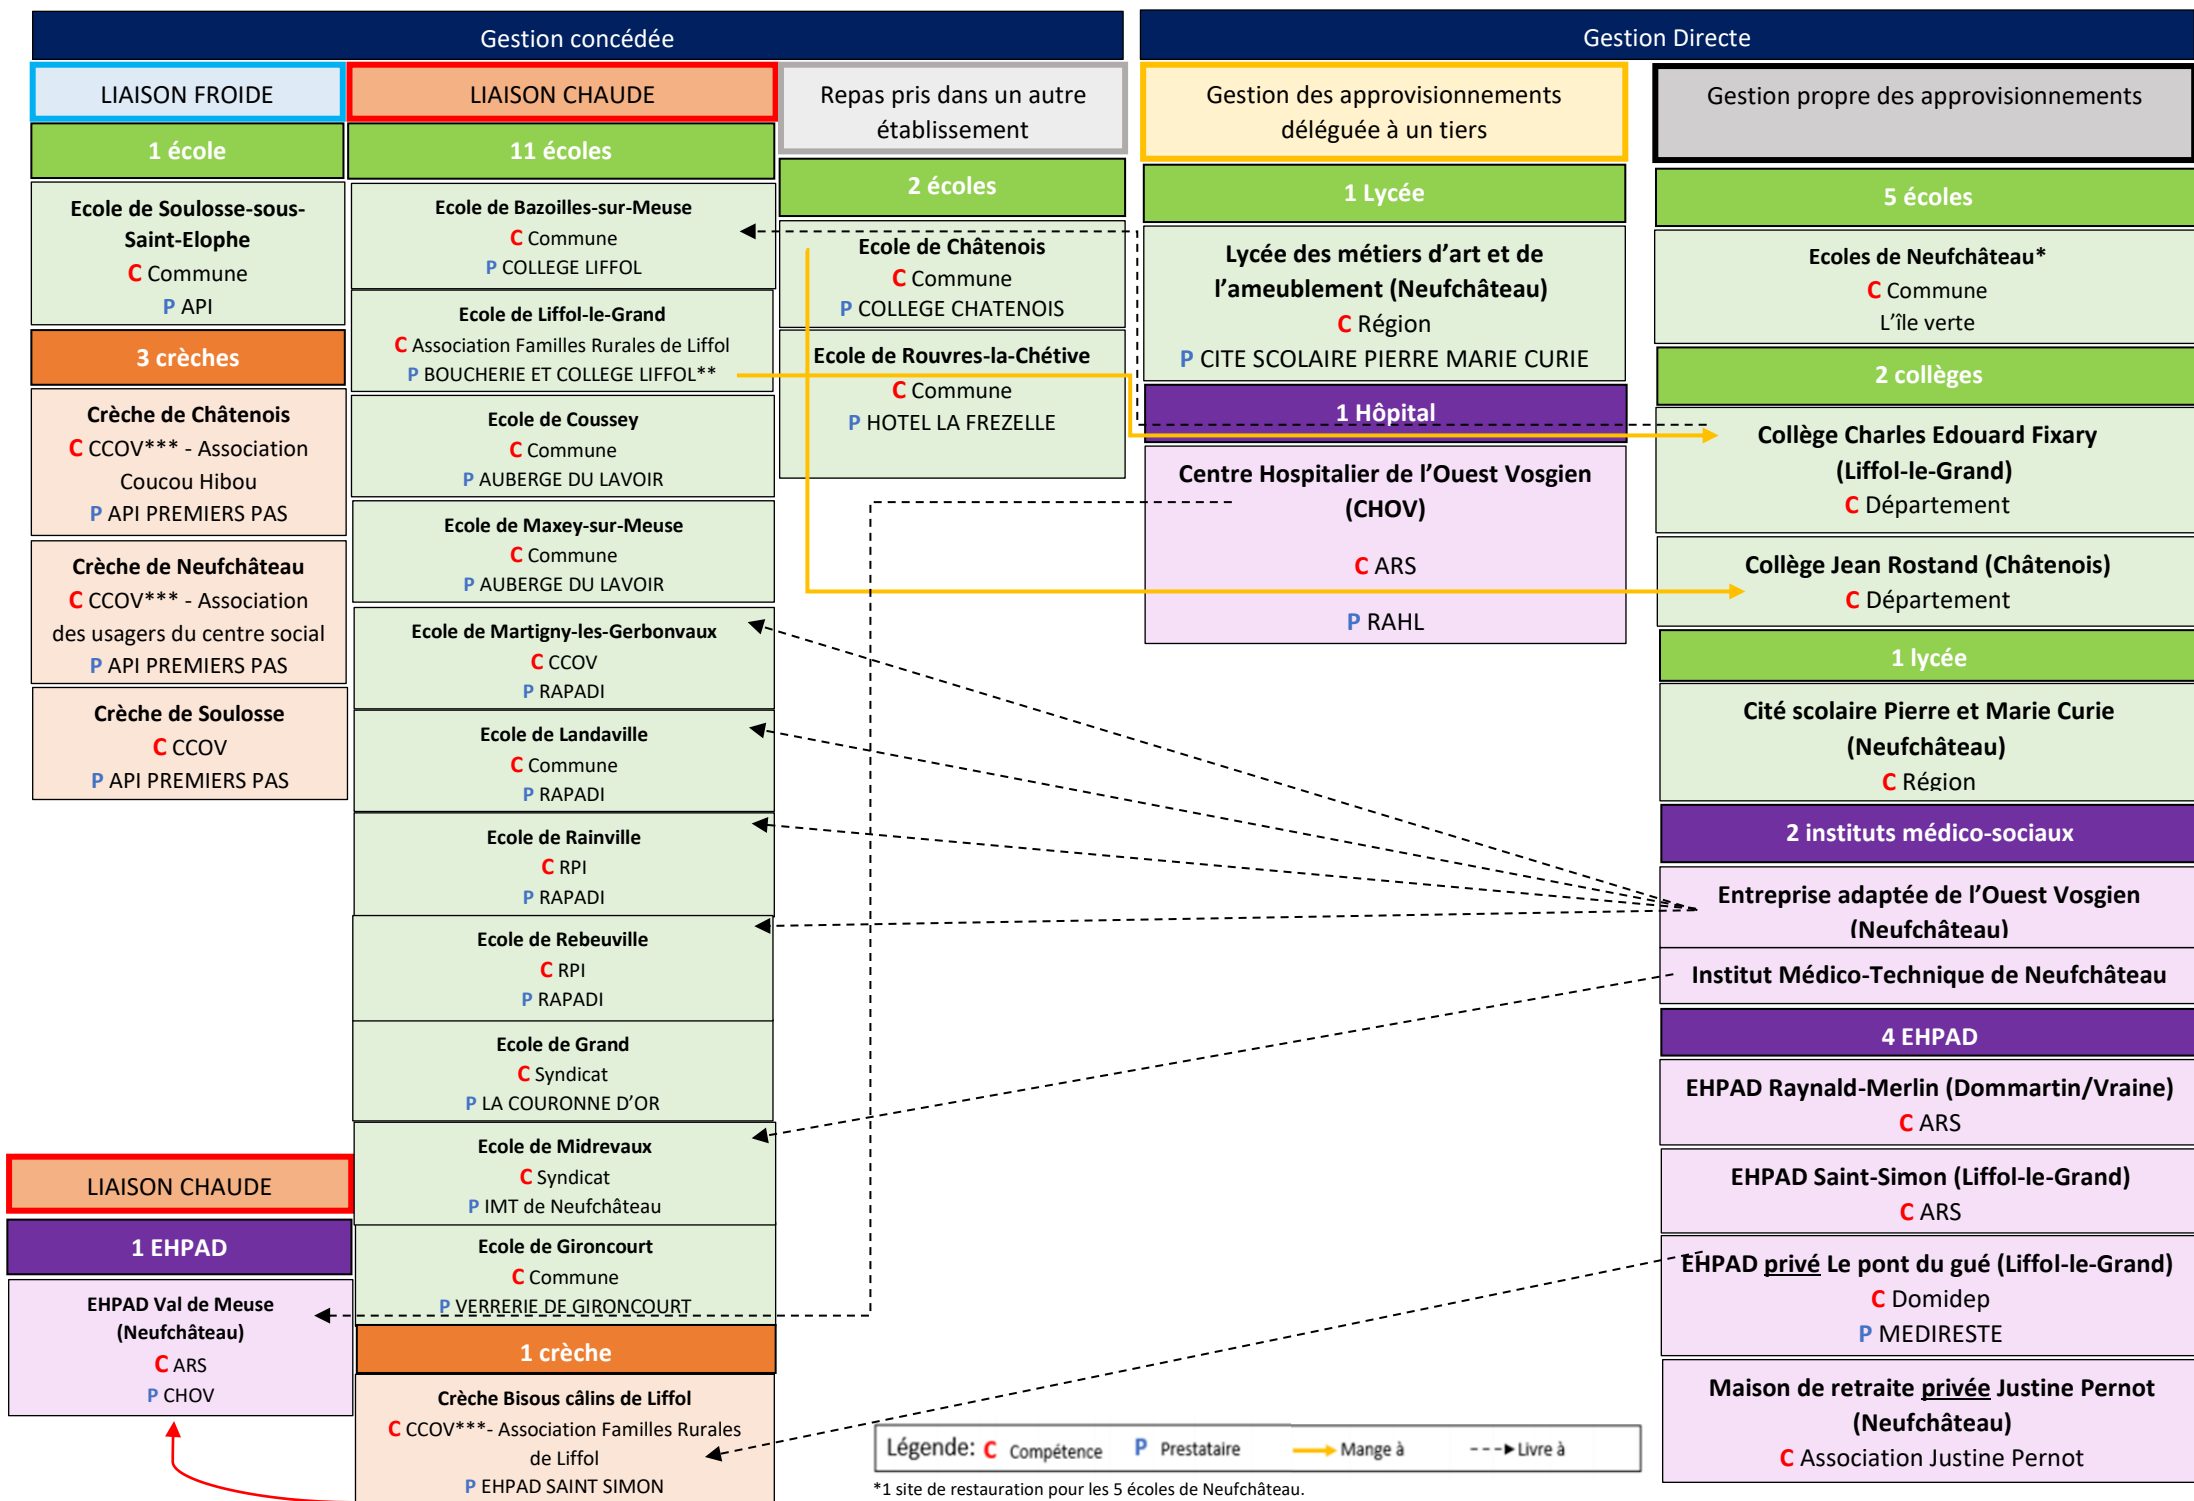 Gestion concédée
Gestion Directe
LIAISON FROIDE
1 école
Ecole de Soulosse-sous-
Saint-Elophe
C Commune
P API
3 crèches
Crèche de Châtenois
C CCOV*** - Association
Coucou Hibou
P API PREMIERS PAS
Crèche de Neufchâteau
C CCOV*** - Association
des usagers du centre social
P API PREMIERS PAS
Crèche de Soulosse
C CCOV
P API PREMIERS PAS
LIAISON CHAUDE
1 EHPAD
EHPAD Val de Meuse
(Neufchâteau)
C ARS
P CHOV
LIAISON CHAUDE
11 écoles
Ecole de Bazoilles-sur-Meuse
C Commune
P COLLEGE LIFFOL
Ecole de Liffol-le-Grand
C Association Familles Rurales de Liffol
P BOUCHERIE ET COLLEGE LIFFOL**
Ecole de Coussey
C Commune
P AUBERGE DU LAVOIR
Ecole de Maxey-sur-Meuse
C Commune
P AUBERGE DU LAVOIR
Ecole de Martigny-les-Gerbonvaux
C CCOV
P RAPADI
Ecole de Landaville
C Commune
P RAPADI
Ecole de Rainville
C RPI
P RAPADI
Ecole de Rebeuville
C RPI
P RAPADI
Ecole de Grand
C Syndicat
P LA COURONNE D'OR
Ecole de Midrevaux
C Syndicat
P IMT de Neufchâteau
Ecole de Gironcourt
C Commune
P VERRERIE DE GIRONCOURT
1 crèche
Crèche Bisous câlins de Liffol
C CCOV***- Association Familles Rurales
de Liffol
P EHPAD SAINT SIMON
Repas pris dans un autre
établissement
2 écoles
Ecole de Châtenois
C Commune
P COLLEGE CHATENOIS
Ecole de Rouvres-la-Chétive
C Commune
P HOTEL LA FREZELLE
Gestion des approvisionnements
déléguée à un tiers
1 Lycée
Lycée des métiers d'art et de
l'ameublement (Neufchâteau)
C Région
P CITE SCOLAIRE PIERRE MARIE CURIE
1 Hôpital
Centre Hospitalier de l'Ouest Vosgien
(CHOV)
C ARS
P RAHL
Gestion propre des approvisionnements
5 écoles
Ecoles de Neufchâteau*
C Commune
L'île verte
2 collèges
Collège Charles Edouard Fixary
(Liffol-le-Grand)
C Département
Collège Jean Rostand (Châtenois)
C Département
1 lycée
Cité scolaire Pierre et Marie Curie
(Neufchâteau)
C Région
2 instituts médico-sociaux
Entreprise adaptée de l'Ouest Vosgien
(Neufchâteau)
Institut Médico-Technique de Neufchâteau
4 EHPAD
EHPAD Raynald-Merlin (Dommartin/Vraine)
C ARS
EHPAD Saint-Simon (Liffol-le-Grand)
C ARS
EHPAD privé Le pont du gué (Liffol-le-Grand)
C Domidep
P MEDIRESTE
Maison de retraite privée Justine Pernot
(Neufchâteau)
C Association Justine Pernot
Légende: C Compétence P Prestataire Mange à Livre à
*1 site de restauration pour les 5 écoles de Neufchâteau.